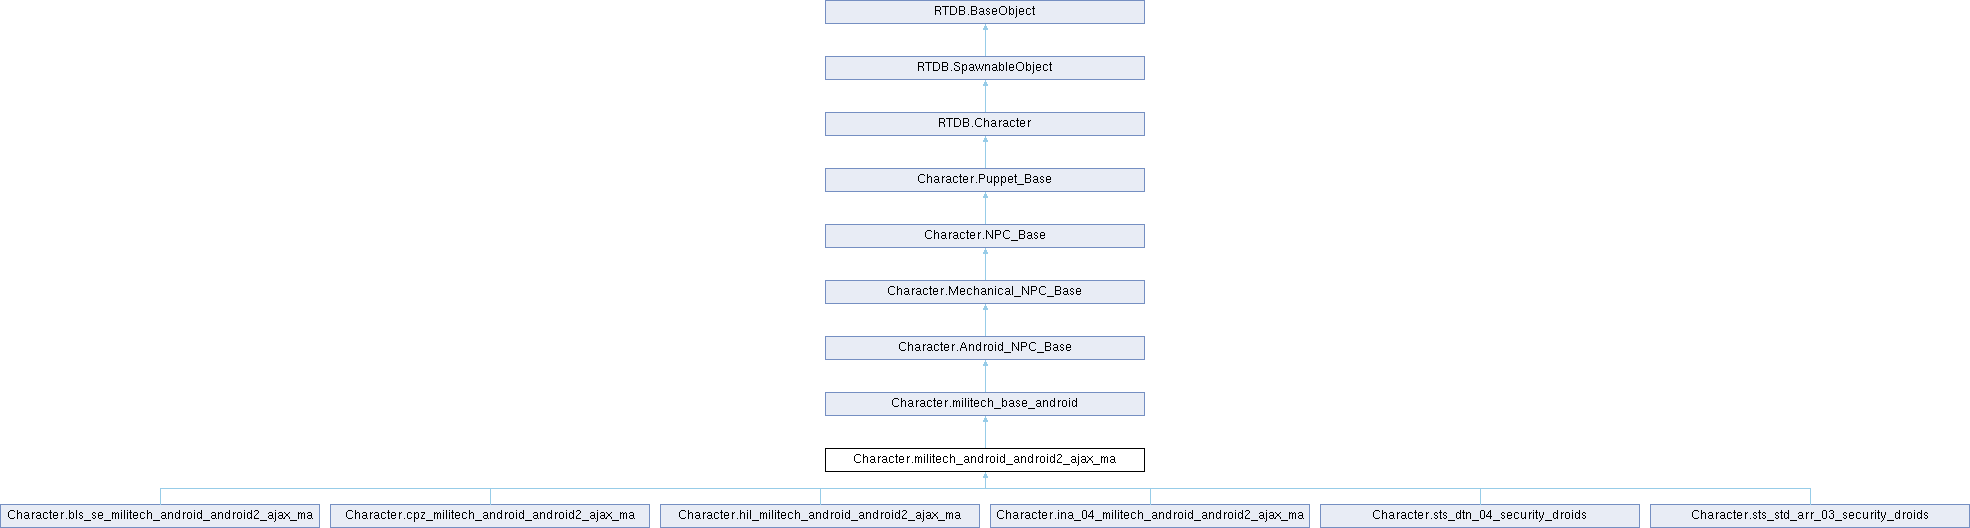 RTDB.BaseObject
RTDB.SpawnableObject
RTDB.Character
Character.Puppet_Base
Character.NPC_Base
Character.Mechanical_NPC_Base
Character.Android_NPC_Base
Character.militech_base_android
Character.militech_android_android2_ajax_ma
Character.bls_se_militech_android_android2_ajax_ma
Character.cpz_militech_android_android2_ajax_ma
Character.hil_militech_android_android2_ajax_ma
Character.ina_04_militech_android_android2_ajax_ma
Character.sts_dtn_04_security_droids
Character.sts_std_arr_03_security_droids